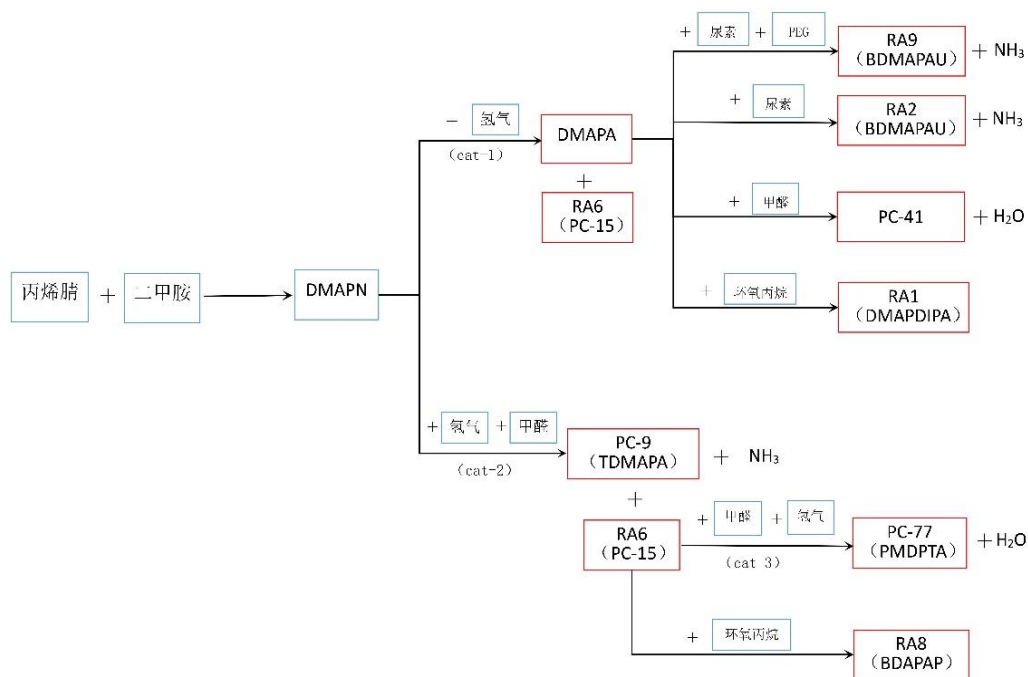 + 尿素 + PEG
RA9
(BDMAPAU)
+ NH₃
+ 尿素
RA2
(BDMAPAU)
+ NH₃
− 氢气
(cat-1)
DMAPA
+
RA6
(PC-15)
+ 甲醛
PC-41
+ H₂O
+ 环氧丙烷
RA1
(DMAPDIPA)
丙烯腈 + 二甲胺
DMAPN
+ 氢气 + 甲醛
(cat-2)
PC-9
(TDMAPA)
+ NH₃
+
RA6
(PC-15)
+ 甲醛 + 氢气
(cat 3)
PC-77
(PMDPTA)
+ H₂O
+ 环氧丙烷
RA8
(BDAPAP)